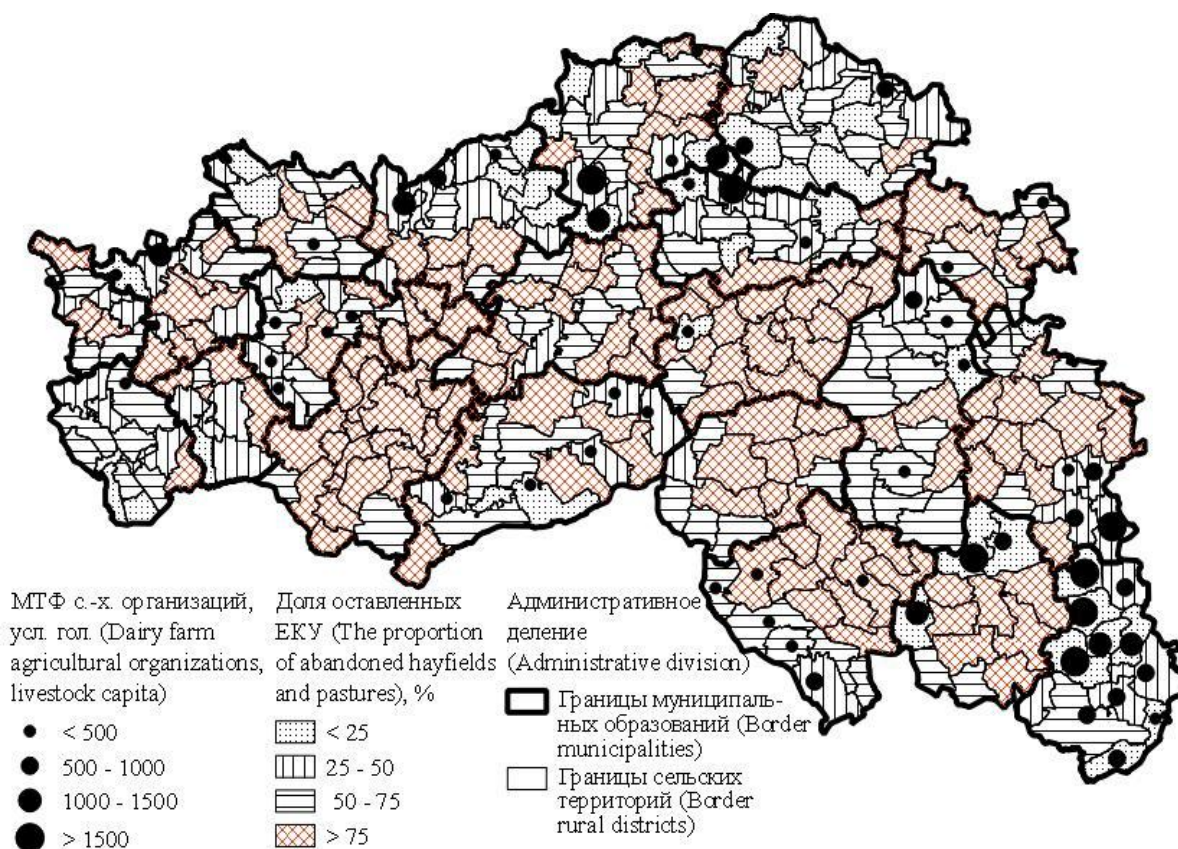 МТФ с.-х. организаций,
усл. гол. (Dairy farm
agricultural organizations,
livestock capita)
< 500
500 - 1000
1000 - 1500
> 1500
Доля оставленных
ЕКУ (The proportion
of abandoned hayfields
and pastures), %
< 25
25 - 50
50 - 75
> 75
Административное
деление
(Administrative division)
Границы муниципаль-
ных образований (Border
municipalities)
Границы сельских
территорий (Border
rural districts)